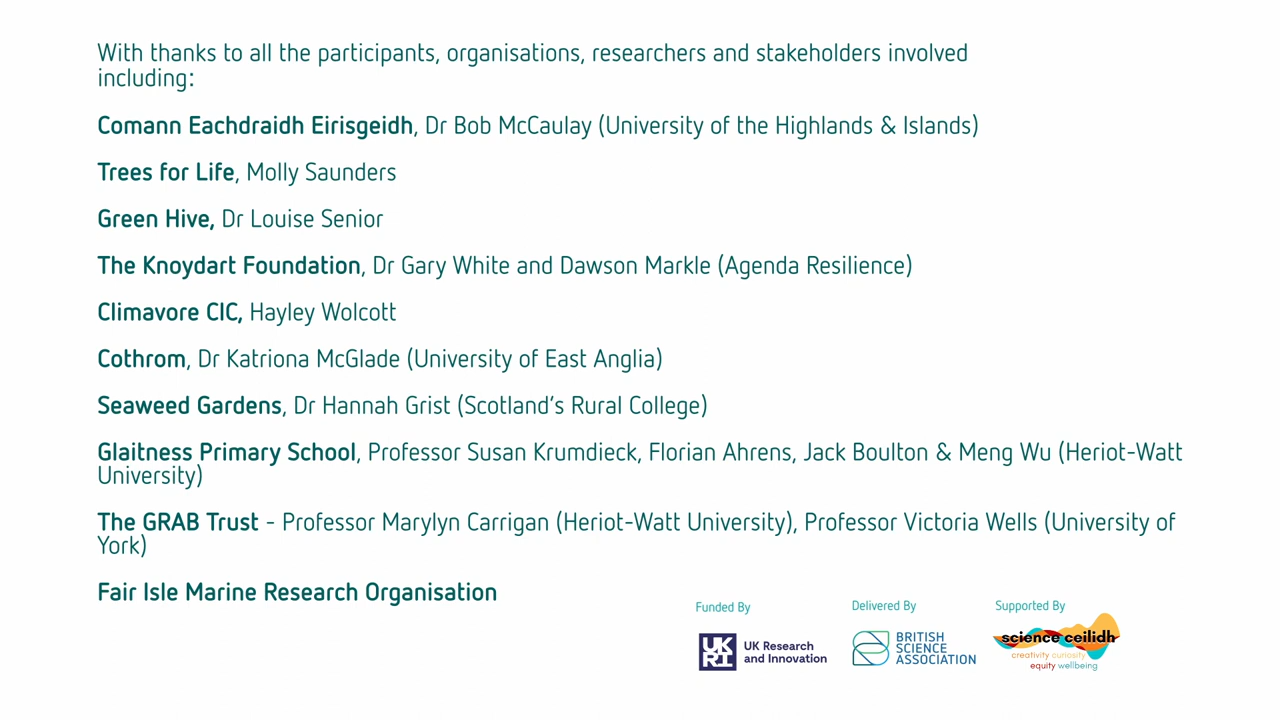 With thanks to all the participants, organisations, researchers and stakeholders involved
including:
Comann Eachdraidh Eirisgeidh, Dr Bob McCaulay (University of the Highlands & Islands)
Trees for Life, Molly Saunders
Green Hive, Dr Louise Senior
The Knoydart Foundation, Dr Gary White and Dawson Markle (Agenda Resilience)
Climavore CIC, Hayley Wolcott
Cothrom, Dr Katriona McGlade (University of East Anglia)
Seaweed Gardens, Dr Hannah Grist (Scotland's Rural College)
Glaitness Primary School, Professor Susan Krumdieck, Florian Ahrens, Jack Boulton & Meng Wu (Heriot-Watt
University)
The GRAB Trust - Professor Marylyn Carrigan (Heriot-Watt University), Professor Victoria Wells (University of
York)
Fair Isle Marine Research Organisation
Funded By
UKRI
UK Research
and Innovation
Delivered By
BRITISH
SCIENCE
ASSOCIATION
Supported By
science ceilidh
creativity curiosity
equity wellbeing